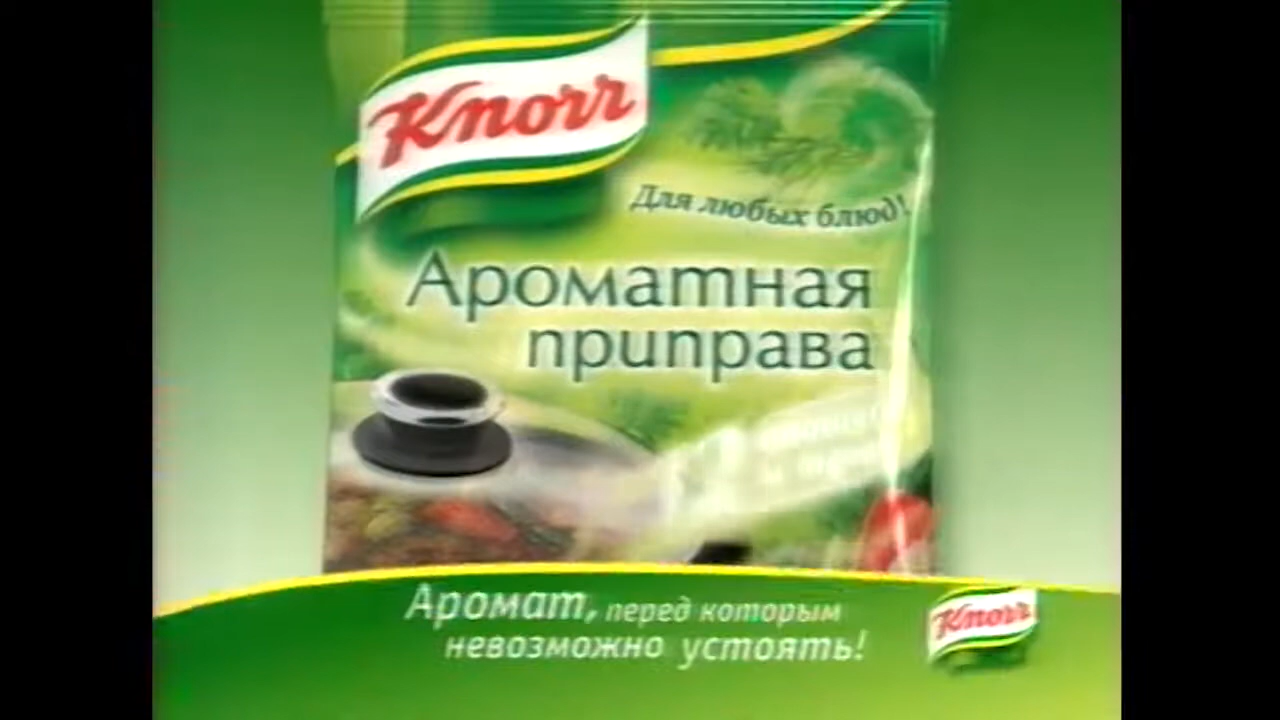 Knorr
Для любых блюд!
Ароматная
приправа
Аромат, перед которым
невозможно устоять!
Knorr